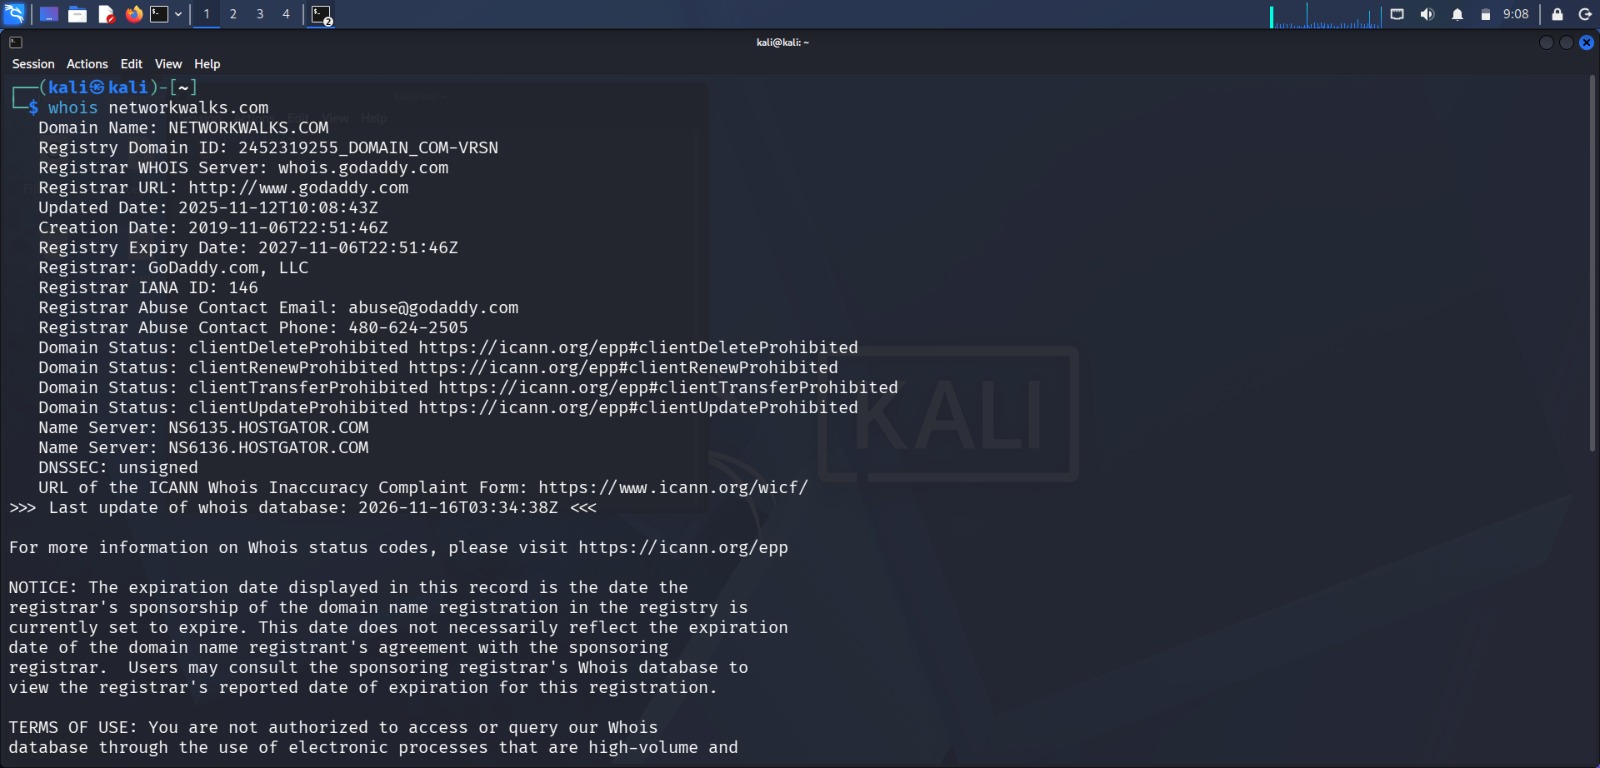 1 2 3 4 2 9:08
kali@kali: ~
Session Actions Edit View Help
┌──(kali㉿kali)-[~]
└─$ whois networkwalks.com
Domain Name: NETWORKWALKS.COM
Registry Domain ID: 2452319255_DOMAIN_COM-VRSN
Registrar WHOIS Server: whois.godaddy.com
Registrar URL: http://www.godaddy.com
Updated Date: 2025-11-12T10:08:43Z
Creation Date: 2019-11-06T22:51:46Z
Registry Expiry Date: 2027-11-06T22:51:46Z
Registrar: GoDaddy.com, LLC
Registrar IANA ID: 146
Registrar Abuse Contact Email: abuse@godaddy.com
Registrar Abuse Contact Phone: 480-624-2505
Domain Status: clientDeleteProhibited https://icann.org/epp#clientDeleteProhibited
Domain Status: clientRenewProhibited https://icann.org/epp#clientRenewProhibited
Domain Status: clientTransferProhibited https://icann.org/epp#clientTransferProhibited
Domain Status: clientUpdateProhibited https://icann.org/epp#clientUpdateProhibited
Name Server: NS6135.HOSTGATOR.COM
Name Server: NS6136.HOSTGATOR.COM
DNSSEC: unsigned
URL of the ICANN Whois Inaccuracy Complaint Form: https://www.icann.org/wicf/
>>> Last update of whois database: 2026-11-16T03:34:38Z <<<
For more information on Whois status codes, please visit https://icann.org/epp
NOTICE: The expiration date displayed in this record is the date the
registrar's sponsorship of the domain name registration in the registry is
currently set to expire. This date does not necessarily reflect the expiration
date of the domain name registrant's agreement with the sponsoring
registrar.  Users may consult the sponsoring registrar's Whois database to
view the registrar's reported date of expiration for this registration.
TERMS OF USE: You are not authorized to access or query our Whois
database through the use of electronic processes that are high-volume and
KALI